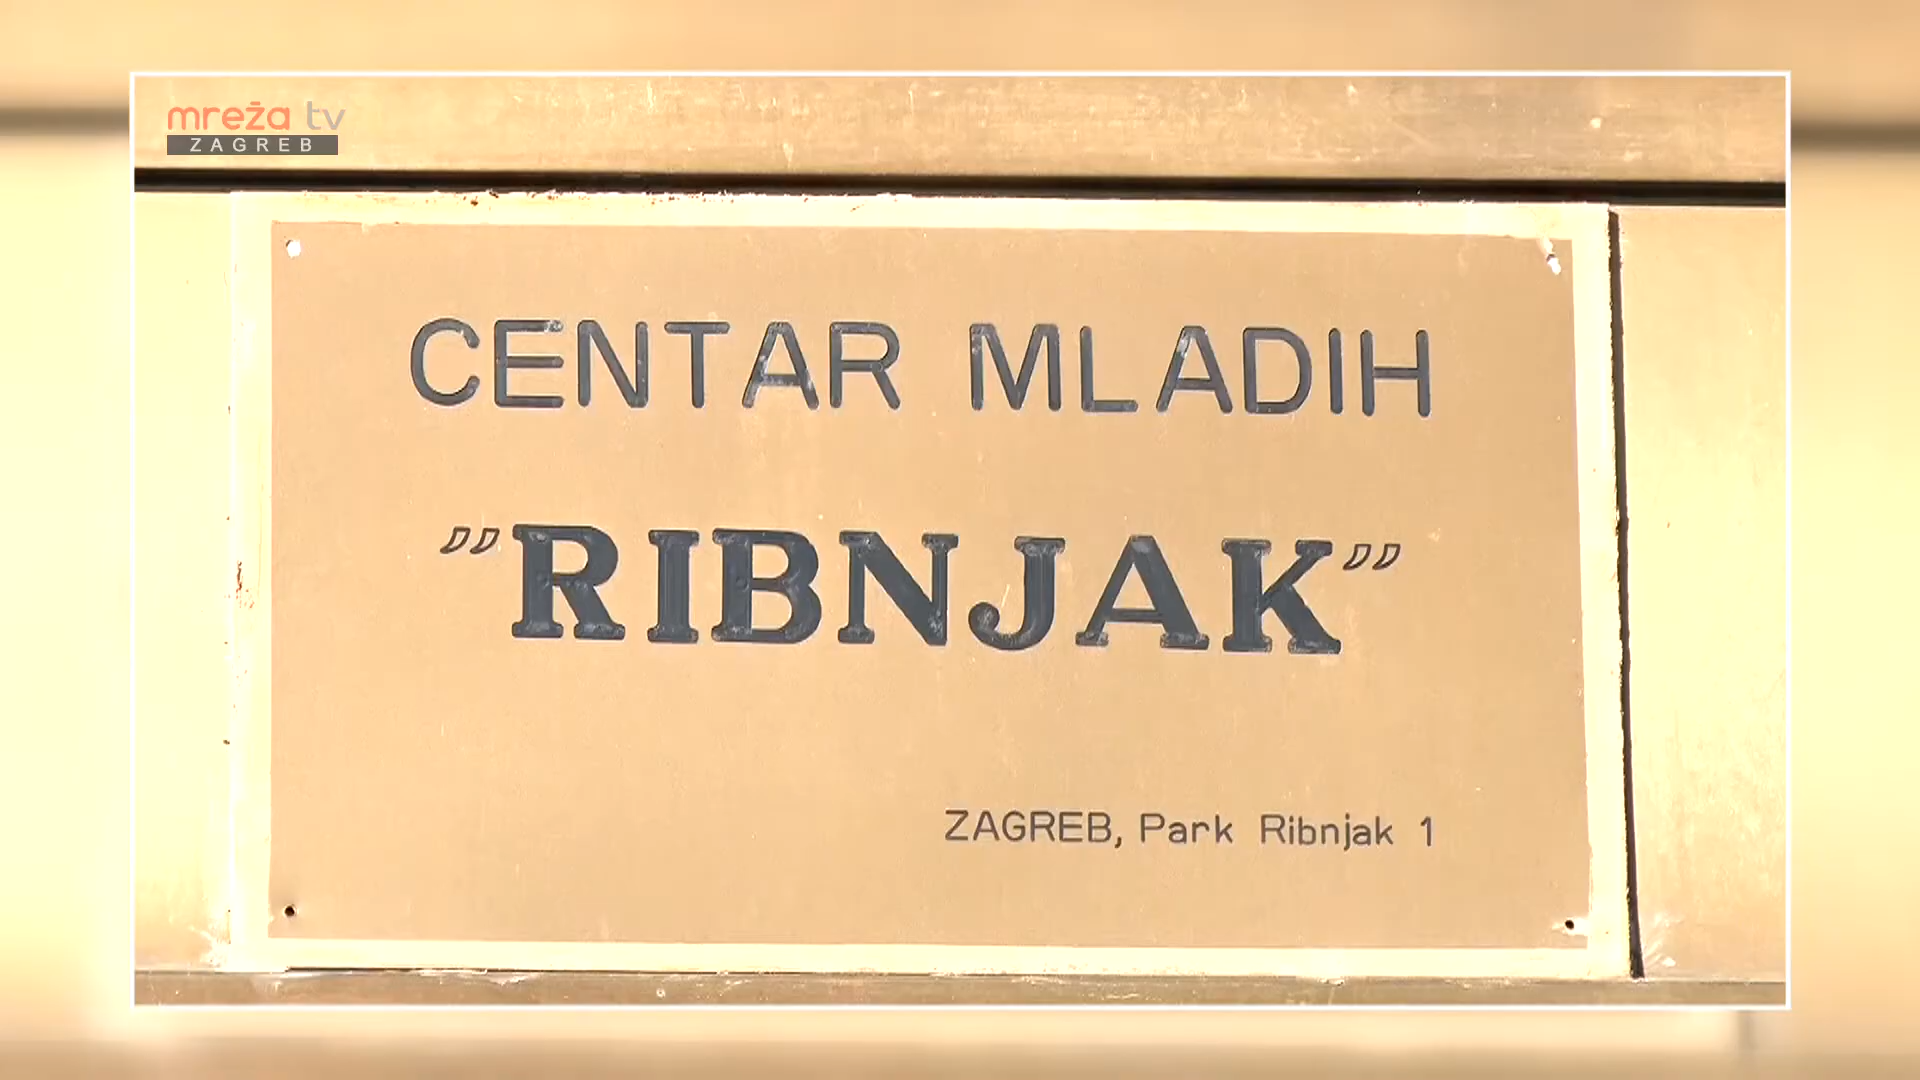 mreža tv
ZAGREB
CENTAR MLADIH
"RIBNJAK"
ZAGREB, Park Ribnjak 1